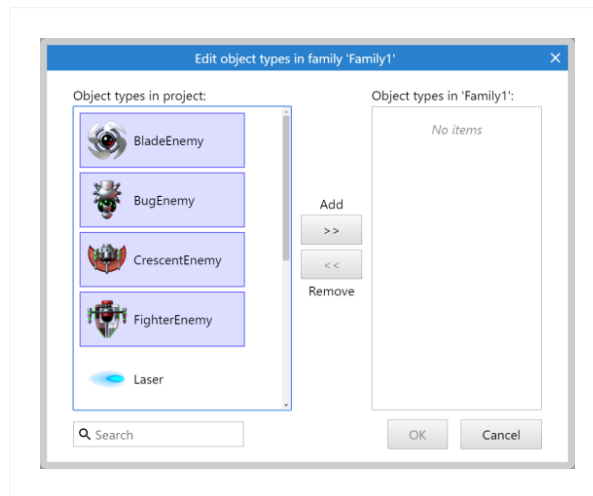 Edit object types in family 'Family1'
Object types in project:
Object types in 'Family1':
BladeEnemy
BugEnemy
CrescentEnemy
FighterEnemy
Laser
Add
>>
<<
Remove
No items
Search
OK
Cancel